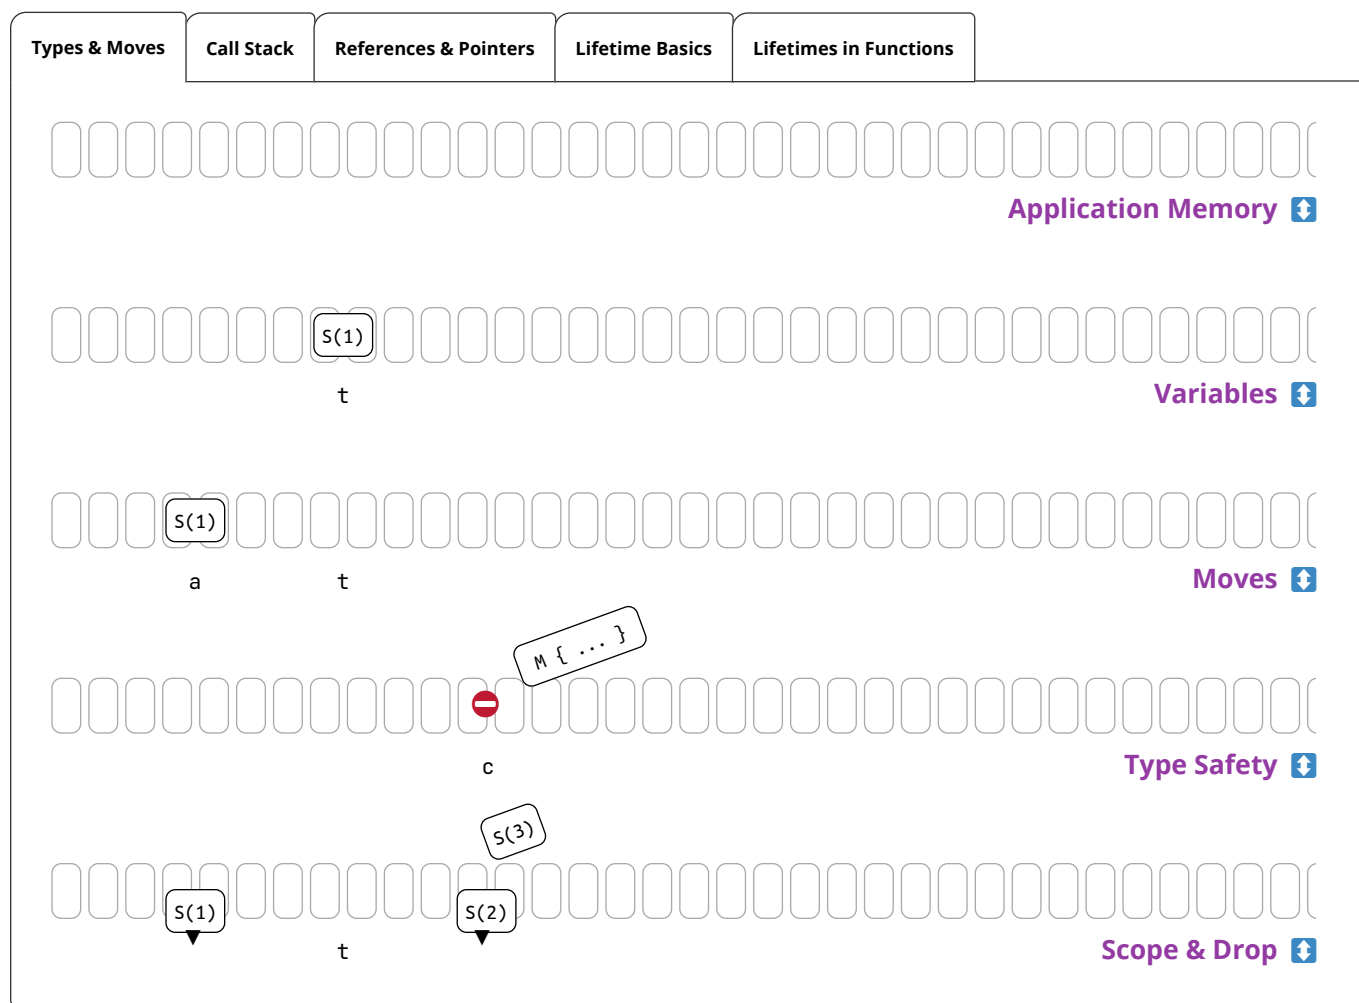 Types & Moves
Call Stack
References & Pointers
Lifetime Basics
Lifetimes in Functions
Application Memory
S(1)
t
Variables
S(1)
a
t
Moves
M { ... }
c
Type Safety
S(3)
S(1)
S(2)
t
Scope & Drop